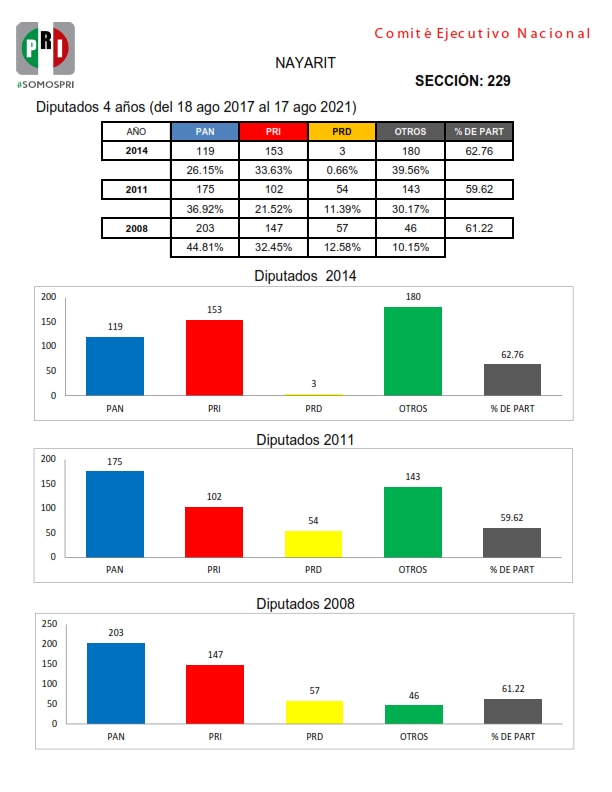 Comité Ejecutivo Nacional
PRI
#SOMOSPRI
NAYARIT
SECCIÓN: 229
Diputados 4 años (del 18 ago 2017 al 17 ago 2021)
AÑO PAN PRI PRD OTROS % DE PART
2014 119 153 3 180 62.76
26.15% 33.63% 0.66% 39.56%
2011 175 102 54 143 59.62
36.92% 21.52% 11.39% 30.17%
2008 203 147 57 46 61.22
44.81% 32.45% 12.58% 10.15%
Diputados 2014
200
150
100
50
0
119 153 3 180 62.76
PAN PRI PRD OTROS % DE PART
Diputados 2011
200
150
100
50
0
175 102 54 143 59.62
PAN PRI PRD OTROS % DE PART
Diputados 2008
250
200
150
100
50
0
203 147 57 46 61.22
PAN PRI PRD OTROS % DE PART